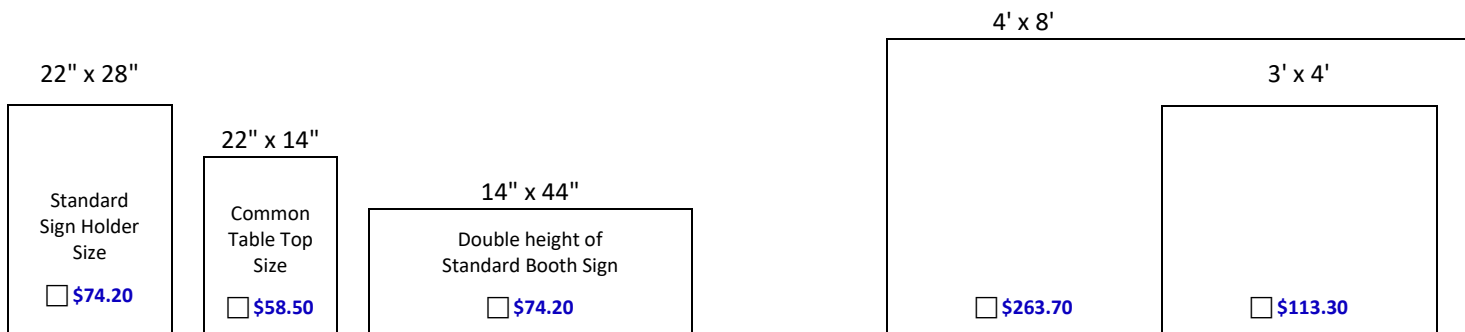 22" x 28"
Standard
Sign Holder
Size
$74.20
22" x 14"
Common
Table Top
Size
$58.50
14" x 44"
Double height of
Standard Booth Sign
$74.20
4' x 8'
$263.70
3' x 4'
$113.30